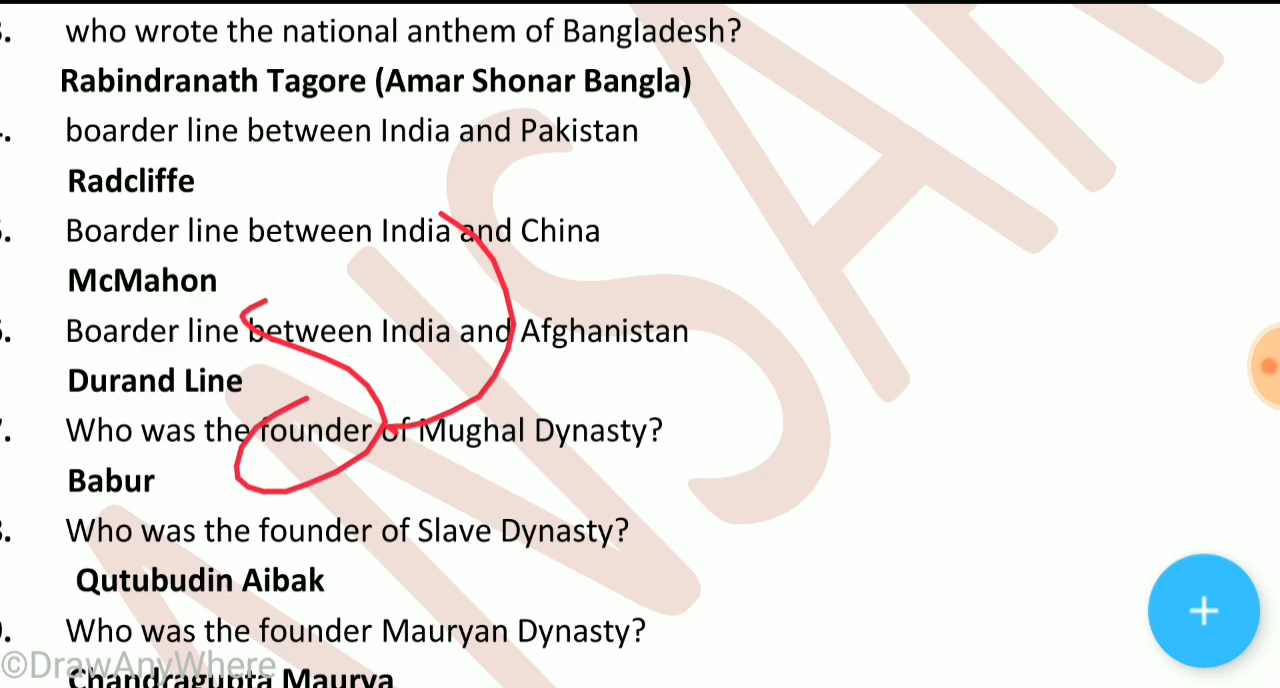 who wrote the national anthem of Bangladesh?
Rabindranath Tagore (Amar Shonar Bangla)
boarder line between India and Pakistan
Radcliffe
Boarder line between India and China
McMahon
Boarder line between India and Afghanistan
Durand Line
Who was the founder of Mughal Dynasty?
Babur
Who was the founder of Slave Dynasty?
Qutubudin Aibak
Who was the founder Mauryan Dynasty?
©DrawAnyWhere
Chandragupta Maurya
+